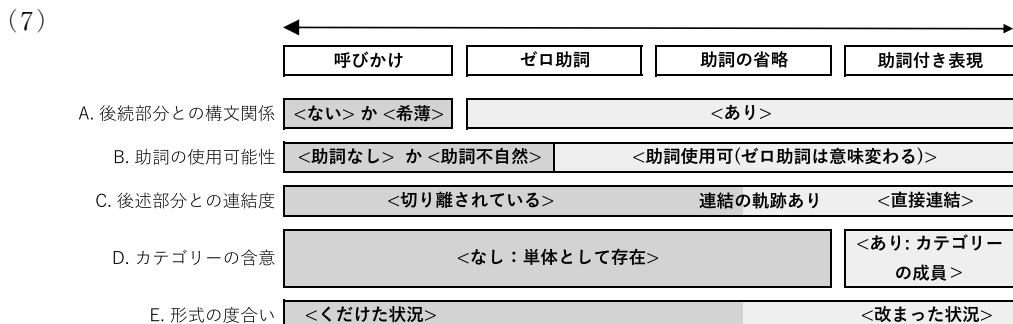 (7)
呼びかけ ゼロ助詞 助詞の省略 助詞付き表現
A. 後続部分との構文関係 <ない> か <希薄> <あり>
B. 助詞の使用可能性 <助詞なし> か <助詞不自然> <助詞使用可(ゼロ助詞は意味変わる)>
C. 後述部分との連結度 <切り離されている> 連結の軌跡あり <直接連結>
D. カテゴリーの含意 <なし：単体として存在> <あり: カテゴリー
の成員>
E. 形式の度合い <くだけた状況> <改まった状況>